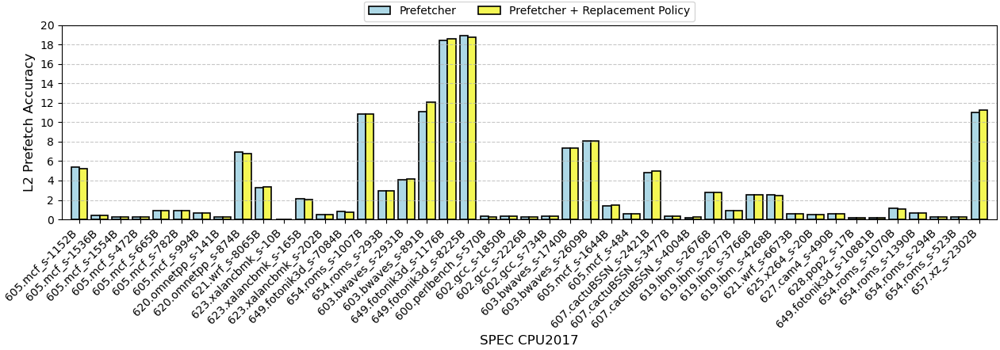 Prefetcher
Prefetcher + Replacement Policy
L2 Prefetch Accuracy
20
18
16
14
12
10
8
6
4
2
0
605.mcf_s-1152B
605.mcf_s-1536B
605.mcf_s-1554B
605.mcf_s-472B
605.mcf_s-665B
605.mcf_s-782B
605.mcf_s-994B
620.omnetpp_s-141B
620.omnetpp_s-874B
621.wrf_s-8065B
623.xalancbmk_s-10B
623.xalancbmk_s-165B
623.xalancbmk_s-202B
649.fotonik3d_s-7084B
654.roms_s-1007B
654.roms_s-293B
603.bwaves_s-2931B
603.bwaves_s-891B
649.fotonik3d_s-1176B
649.fotonik3d_s-8225B
600.perlbench_s-570B
602.gcc_s-1850B
602.gcc_s-2226B
602.gcc_s-734B
603.bwaves_s-1740B
603.bwaves_s-2609B
605.mcf_s-1644B
605.mcf_s-484
607.cactuBSSN_s-2421B
607.cactuBSSN_s-3477B
607.cactuBSSN_s-4004B
619.lbm_s-2676B
619.lbm_s-2677B
619.lbm_s-3766B
619.lbm_s-4268B
621.wrf_s-6673B
625.x264_s-20B
627.cam4_s-490B
628.pop2_s-17B
649.fotonik3d_s-10881B
654.roms_s-1070B
654.roms_s-1390B
654.roms_s-294B
654.roms_s-523B
657.xz_s-2302B
SPEC CPU2017